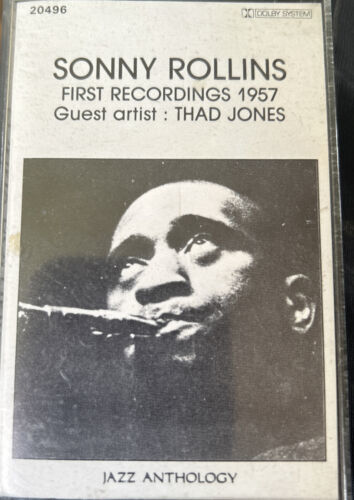 20496
DOLBY SYSTEM
SONNY ROLLINS
FIRST RECORDINGS 1957
Guest artist : THAD JONES
JAZZ ANTHOLOGY